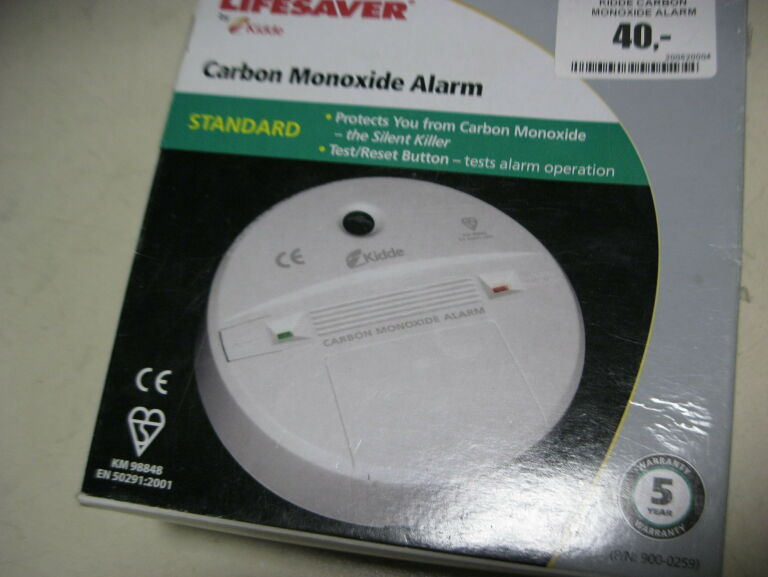 LIFESAVER
by Kidde
KIDDE CARBON
MONOXIDE ALARM
40,-
Carbon Monoxide Alarm
STANDARD
• Protects You from Carbon Monoxide
– the Silent Killer
• Test/Reset Button – tests alarm operation
CE Kidde
CARBON MONOXIDE ALARM
CE
KM 98848
EN 50291:2001
WARRANTY
5
YEAR
WARRANTY
(P/N: 900-0259)